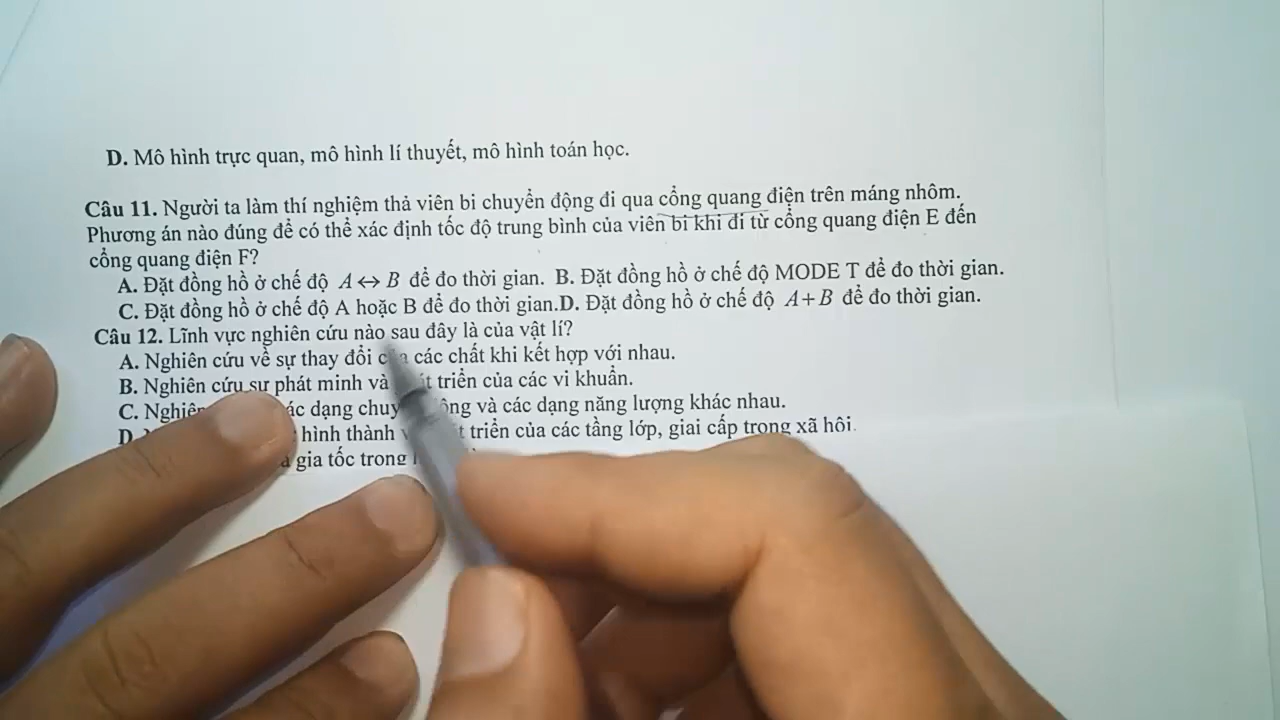 D. Mô hình trực quan, mô hình lí thuyết, mô hình toán học.
Câu 11. Người ta làm thí nghiệm thả viên bi chuyển động đi qua cổng quang điện trên máng nhôm.
Phương án nào đúng để có thể xác định tốc độ trung bình của viên bi khi đi từ cổng quang điện E đến
cổng quang điện F?
A. Đặt đồng hồ ở chế độ A ↔ B để đo thời gian. B. Đặt đồng hồ ở chế độ MODE T để đo thời gian.
C. Đặt đồng hồ ở chế độ A hoặc B để đo thời gian.D. Đặt đồng hồ ở chế độ A+B để đo thời gian.
Câu 12. Lĩnh vực nghiên cứu nào sau đây là của vật lí?
A. Nghiên cứu về sự thay đổi của các chất khi kết hợp với nhau.
B. Nghiên cứu sự phát minh và triển của các vi khuẩn.
C. dạng và các dạng năng lượng khác nhau.
D. hình thành triển của các tầng lớp, giai cấp trong xã hội.
gia tốc trong